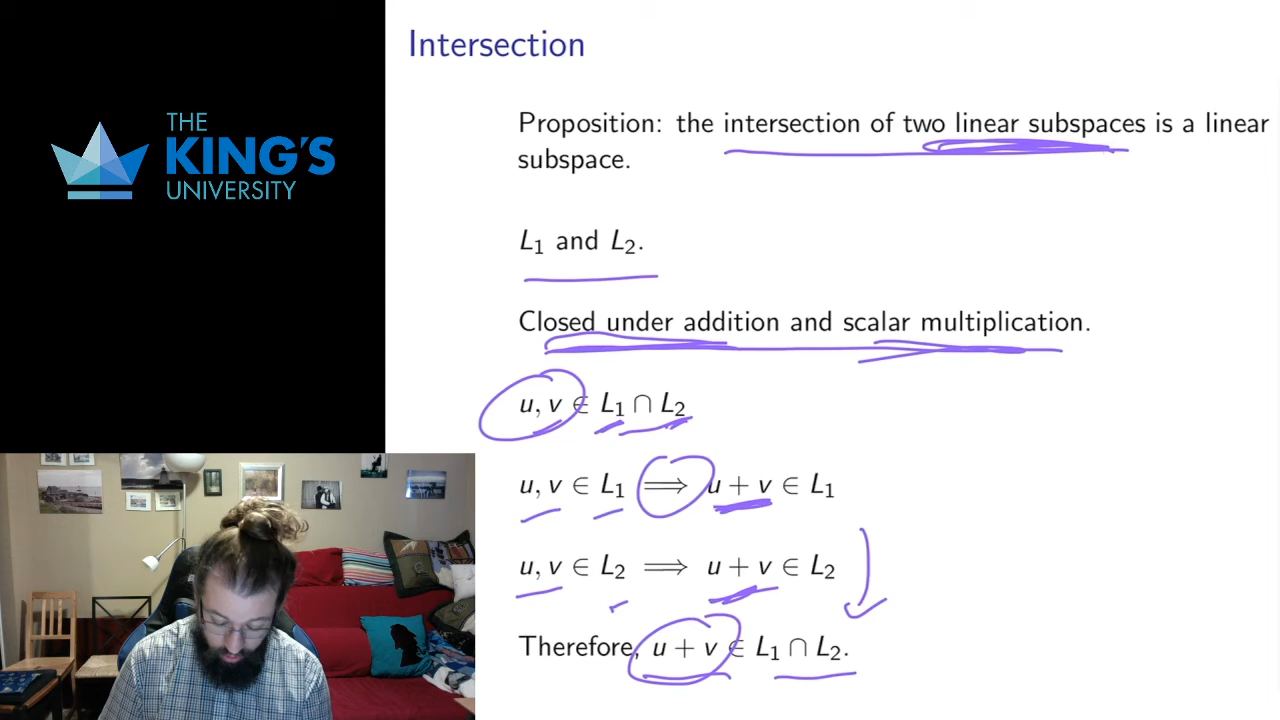 THE
KING'S
UNIVERSITY
Intersection
Proposition: the intersection of two linear subspaces is a linear
subspace.
L₁ and L₂.
Closed under addition and scalar multiplication.
u, v ∈ L₁ ∩ L₂
u, v ∈ L₁ ⟹ u + v ∈ L₁
u, v ∈ L₂ ⟹ u + v ∈ L₂
Therefore, u + v ∈ L₁ ∩ L₂.